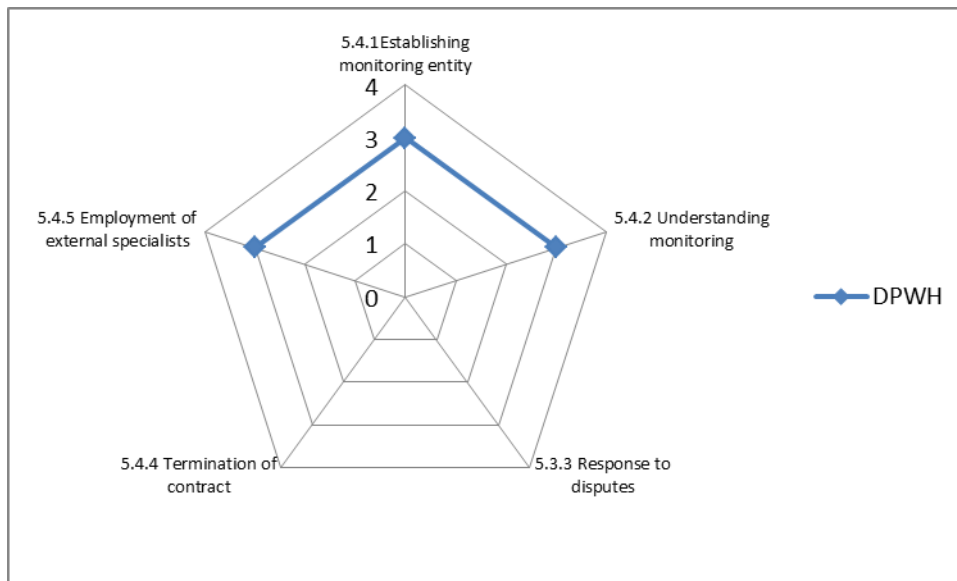 5.4.1Establishing
monitoring entity
4
3
2
1
0
5.4.5 Employment of
external specialists
5.4.2 Understanding
monitoring
DPWH
5.4.4 Termination of
contract
5.3.3 Response to
disputes